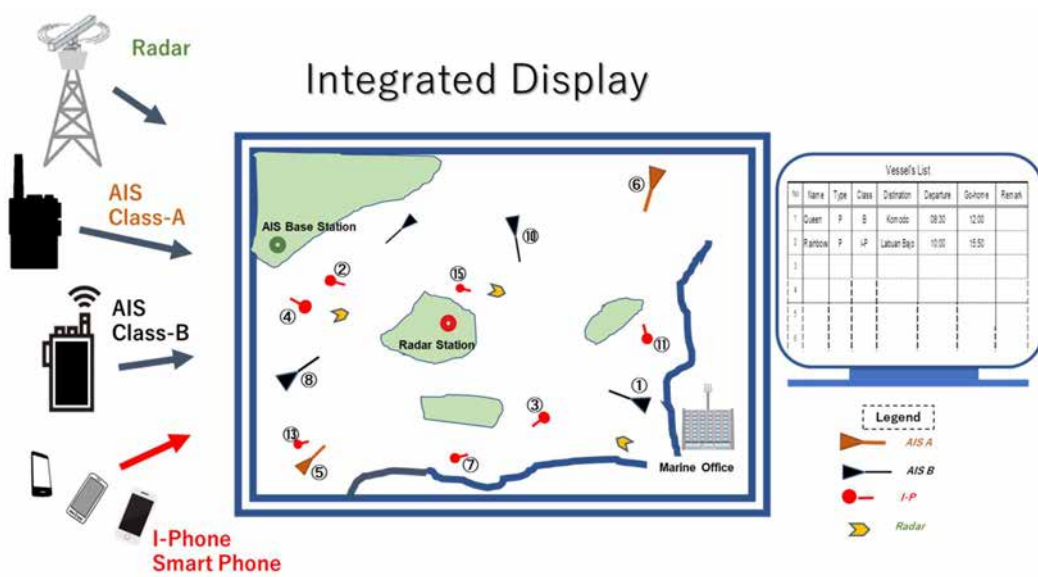 Integrated Display
Radar
AIS
Class-A
AIS
Class-B
I-Phone
Smart Phone
AIS Base Station
⑥
⑩
②
⑮
④
Radar Station
⑪
⑧
①
③
⑬
⑤
⑦
Marine Office
Vessel's List
No Name Type Class Distination Departure Go-home Remark
1 Queen P B Komodo 08:30 12:00
2 Rainbow P I-P Labuan Bajo 10:00 15:50
3
4
5
6
Legend
AIS A
AIS B
I-P
Radar